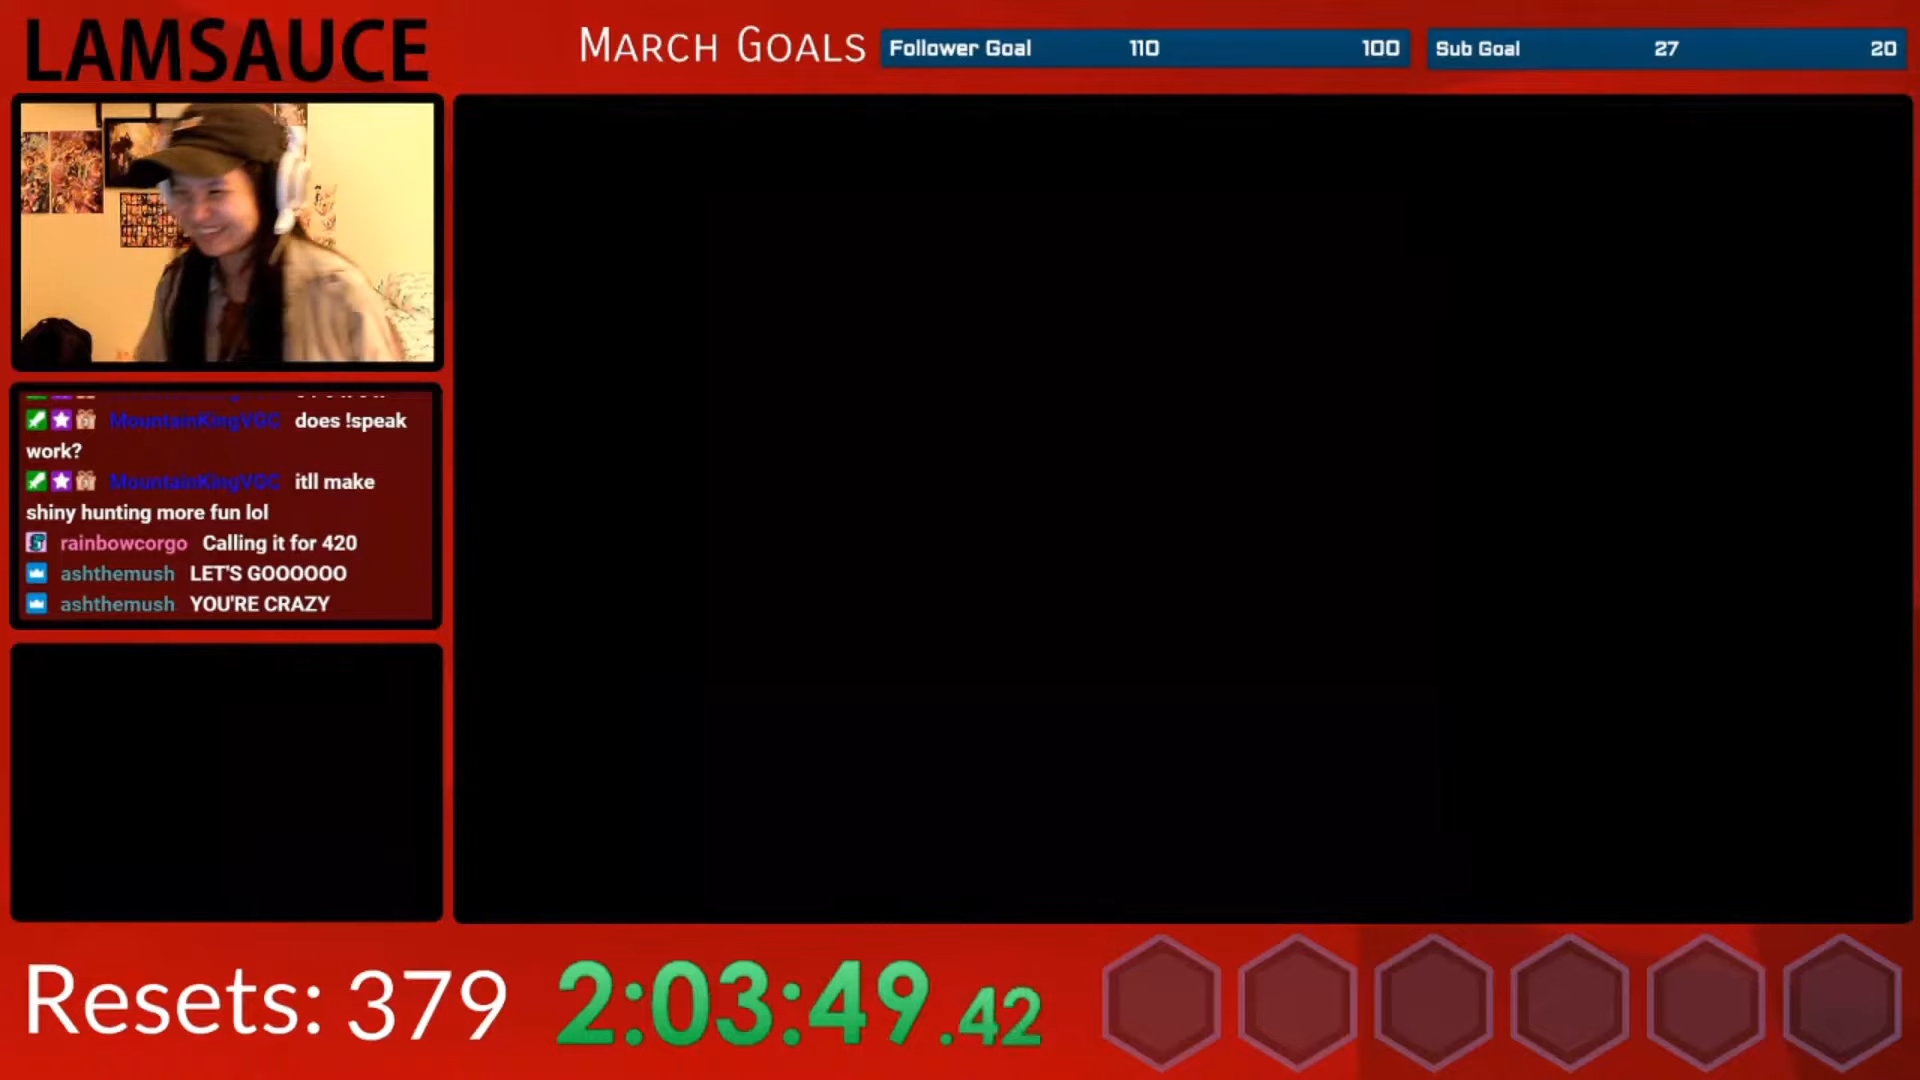 LAMSAUCE
MARCH GOALS
Follower Goal 110 100
Sub Goal 27 20
MountainKingVGC does !speak
work?
MountainKingVGC itll make
shiny hunting more fun lol
rainbowcorgo Calling it for 420
ashthemush LET'S GOOOOOO
ashthemush YOU'RE CRAZY
Resets: 379
2:03:49.42